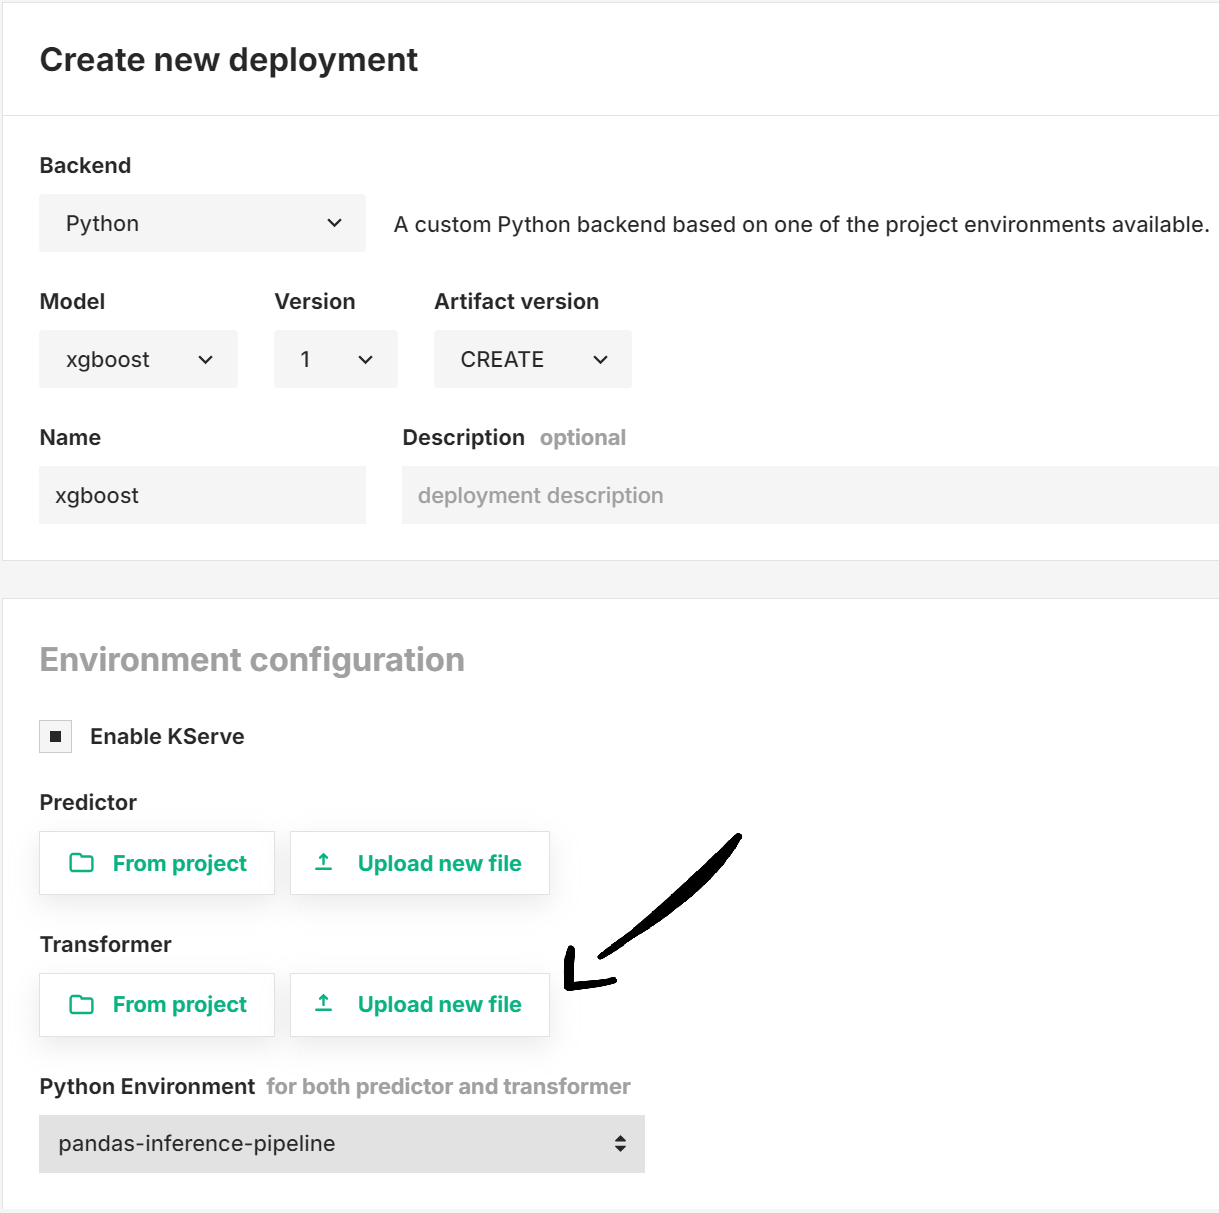 Create new deployment
Backend
Python
A custom Python backend based on one of the project environments available.
Model Version Artifact version
xgboost 1 CREATE
Name Description optional
xgboost deployment description
Environment configuration
Enable KServe
Predictor
From project Upload new file
Transformer
From project Upload new file
Python Environment for both predictor and transformer
pandas-inference-pipeline